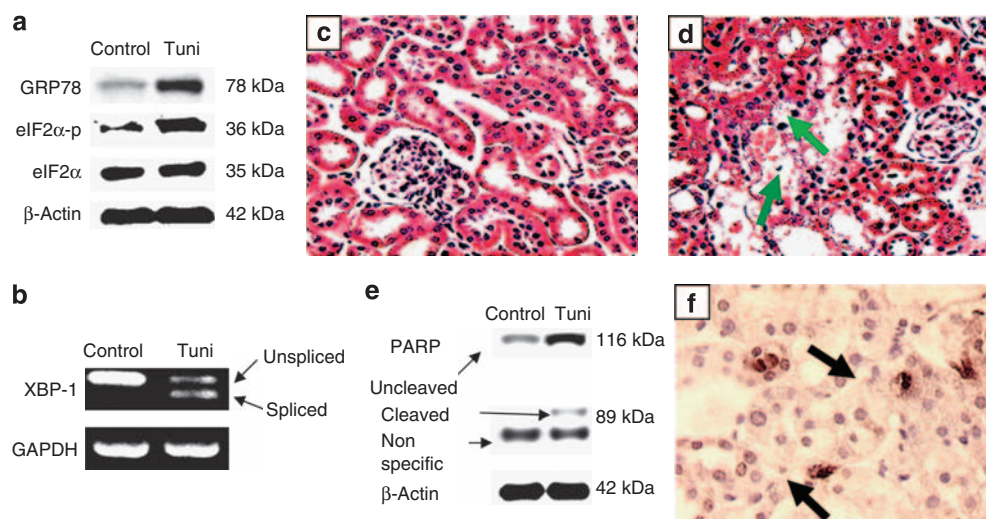 a
Control Tuni
GRP78 78 kDa
eIF2α-p 36 kDa
eIF2α 35 kDa
β-Actin 42 kDa
b
Control Tuni
XBP-1
Unspliced
Spliced
GAPDH
c
d
e
Control Tuni
PARP 116 kDa
Uncleaved
Cleaved 89 kDa
Non
specific
β-Actin 42 kDa
f